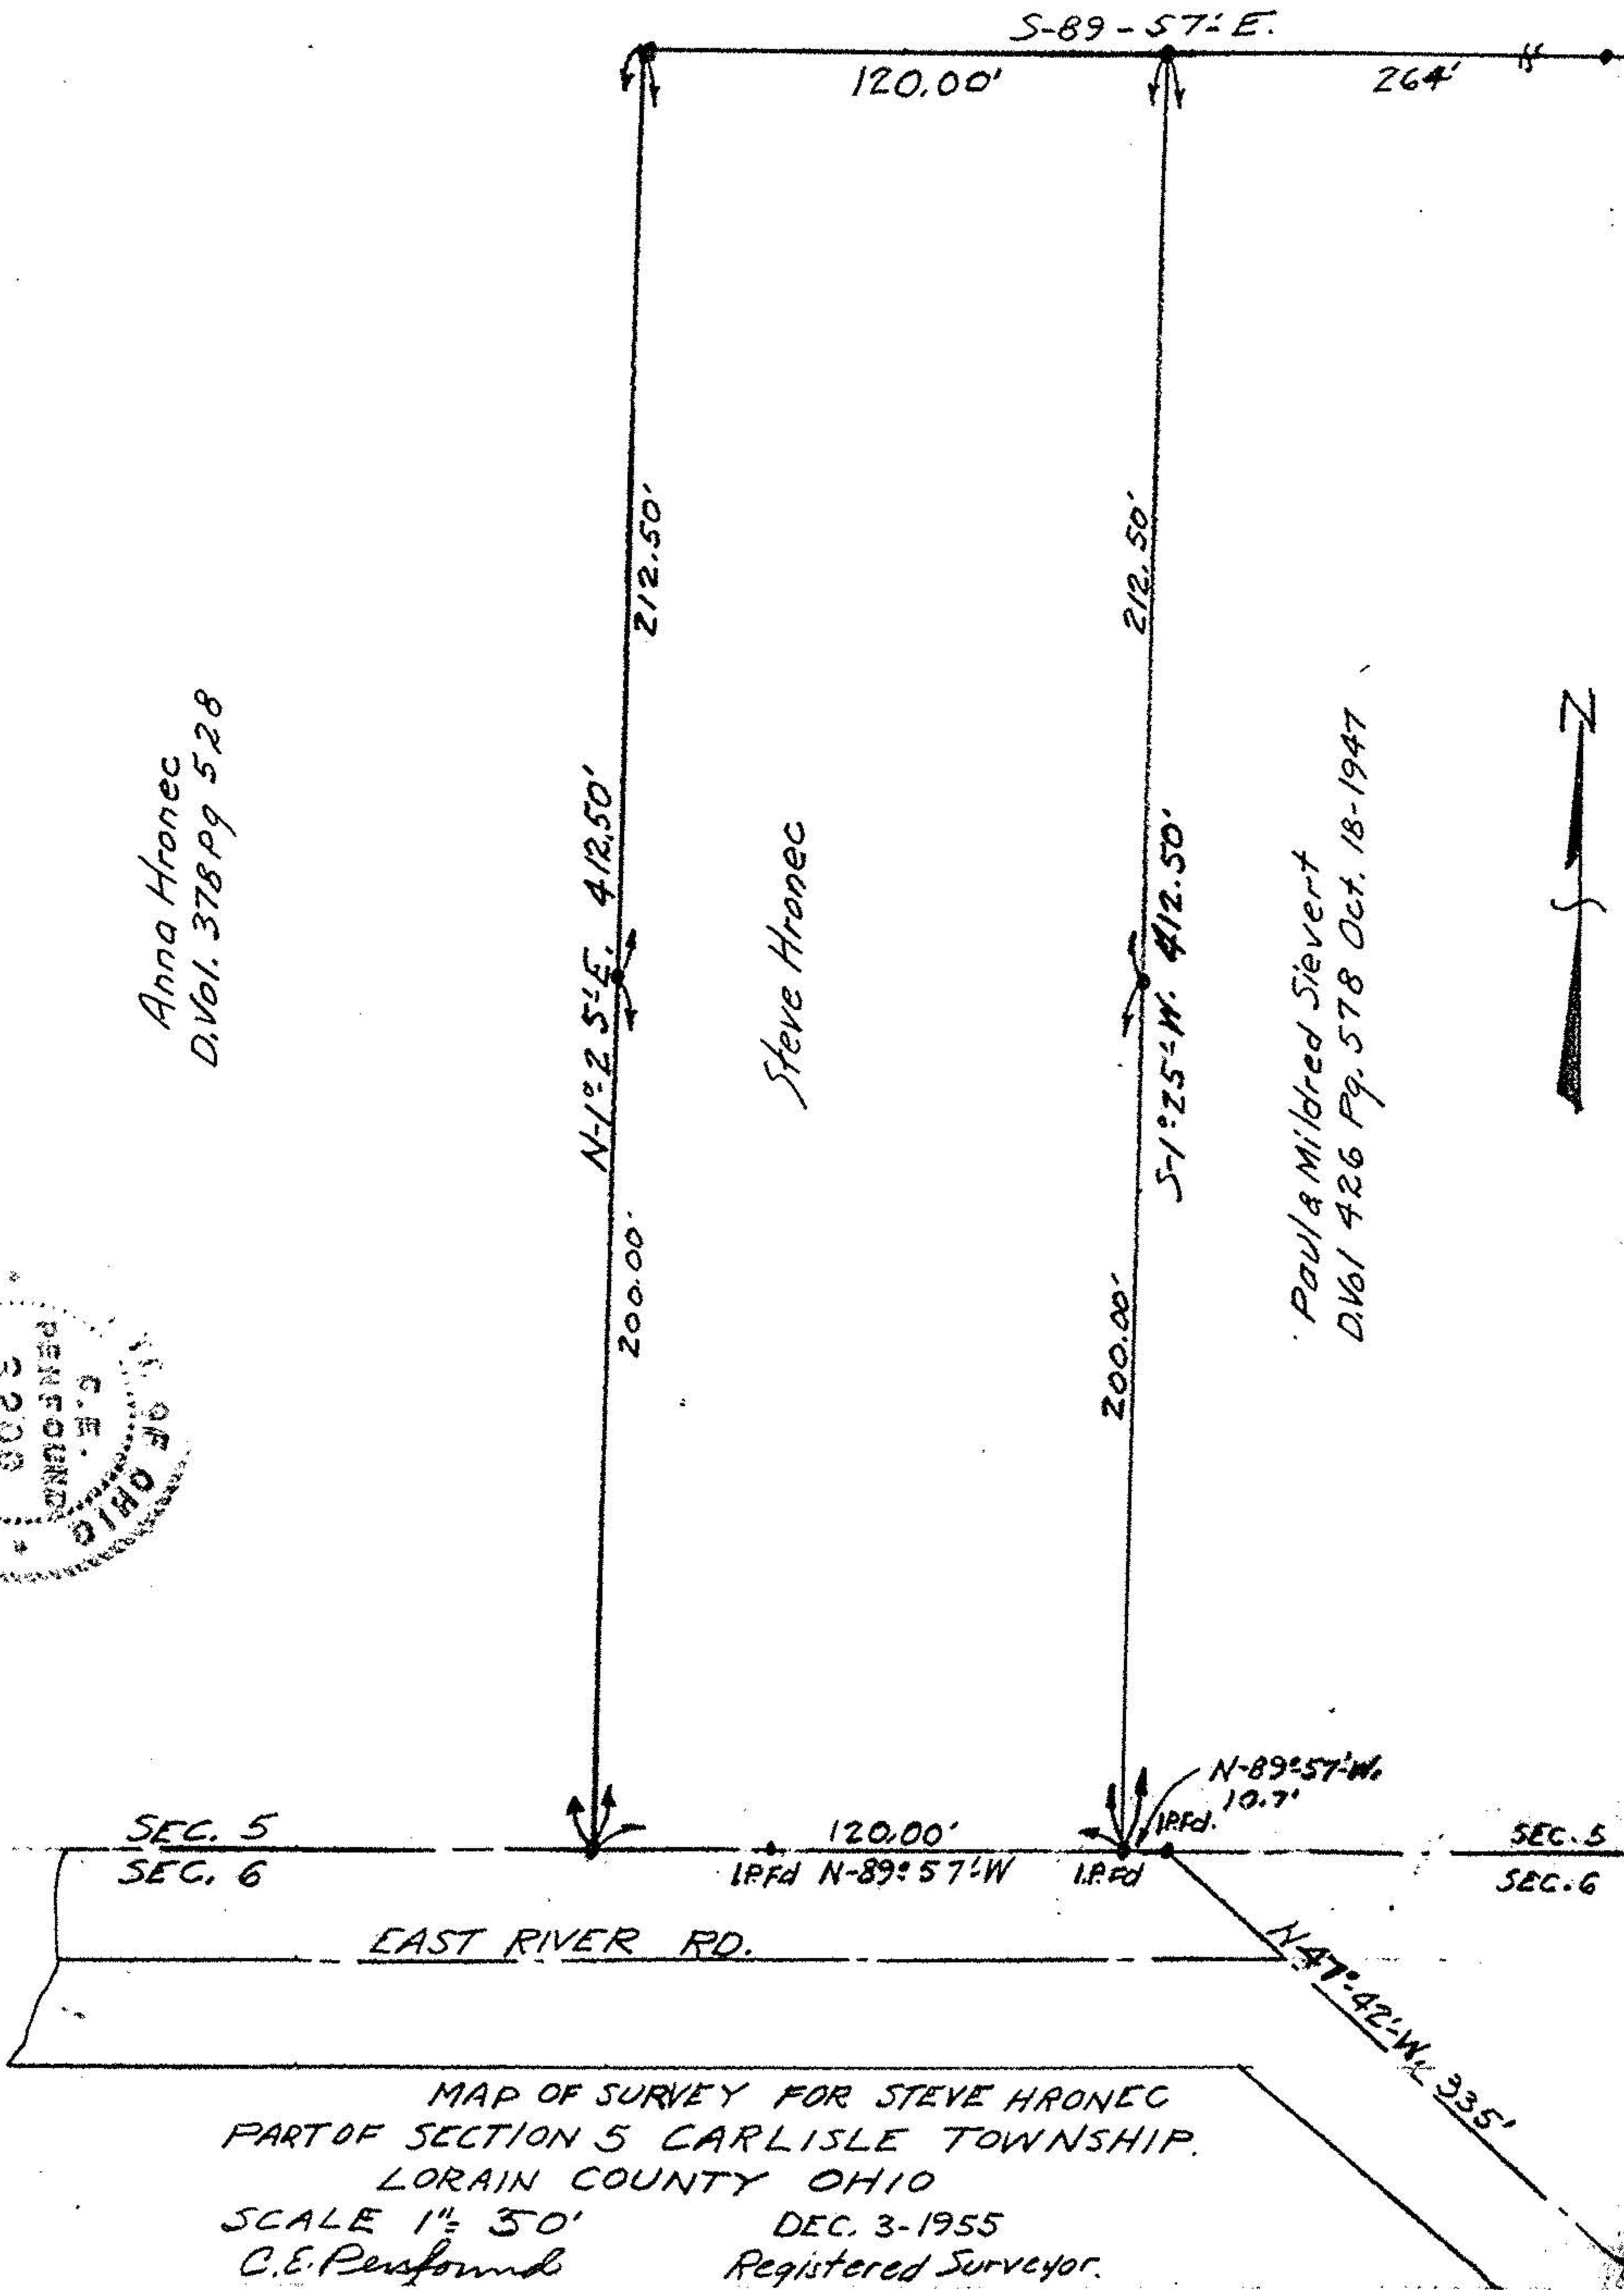 S-89-57'-E.
120.00'
264'
212.50'
212.50'
Anna Hronec
D.Vol. 378 Pg 528
N-1°-25'-E. 412.50'
Steve Hronec
S-1°-25'-W. 412.50'
Paul & Mildred Sievert
D.Vol 426 Pg. 578 Oct. 18-1947
N
200.00'
200.00'
OF OHIO
C.E.
PENFOUND
N-89°57'-W.
10.7'
I.P.Fd.
SEC. 5
SEC. 6
120.00'
I.P.Fd N-89°57'-W
I.P.Fd
SEC. 5
SEC. 6
EAST RIVER RD.
N-47°-42'-W. 335'
MAP OF SURVEY FOR STEVE HRONEC
PART OF SECTION 5 CARLISLE TOWNSHIP.
LORAIN COUNTY OHIO
SCALE 1"= 50'
DEC. 3-1955
C.E. Penfound
Registered Surveyor.